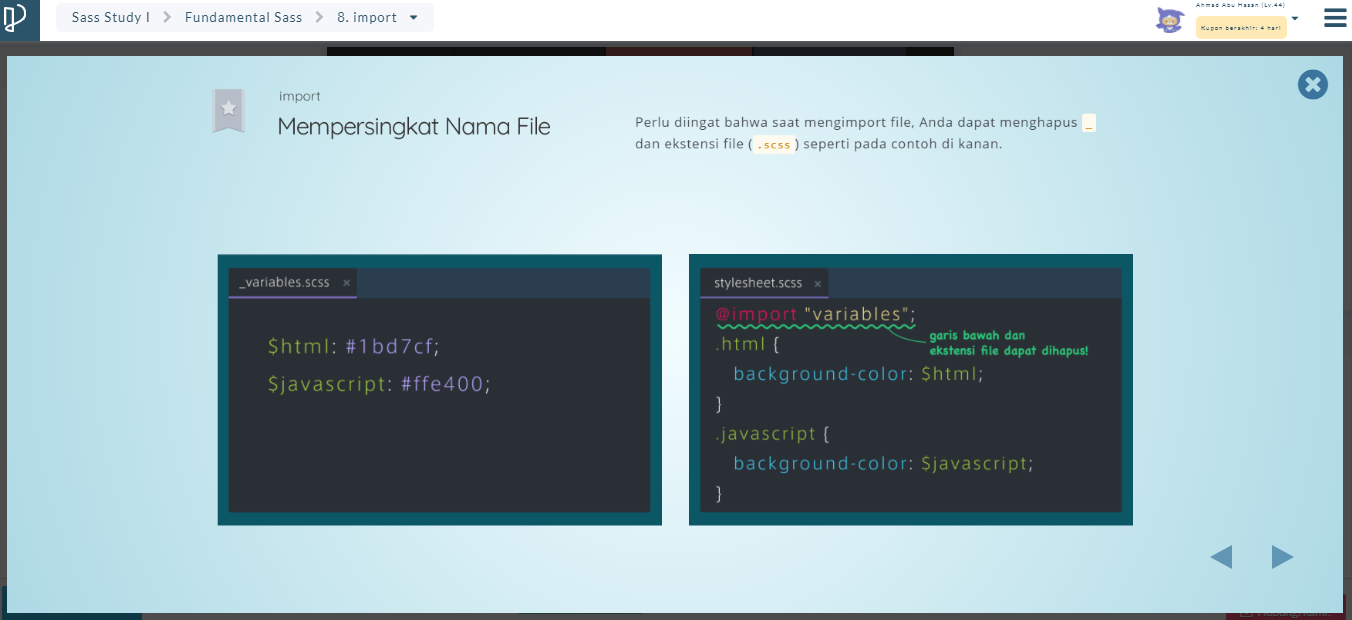 Sass Study I > Fundamental Sass > 8. import
Ahmad Abu Hasan (Lv.44)
Kupon berakhir: 4 hari
import
Mempersingkat Nama File
Perlu diingat bahwa saat mengimport file, Anda dapat menghapus _
dan ekstensi file ( .scss ) seperti pada contoh di kanan.
_variables.scss ×
$html: #1bd7cf;
$javascript: #ffe400;
stylesheet.scss ×
@import "variables";
garis bawah dan
ekstensi file dapat dihapus!
.html {
background-color: $html;
}
.javascript {
background-color: $javascript;
}